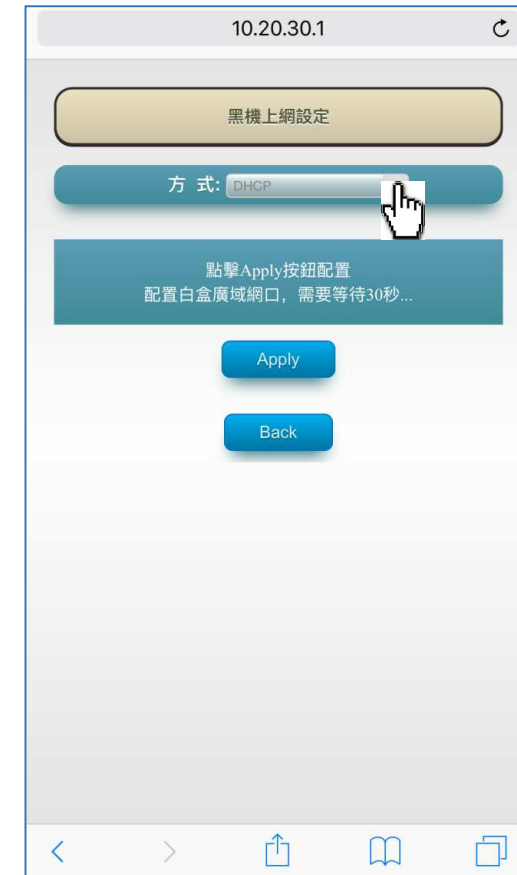 10.20.30.1
黑機上網設定
方 式: DHCP
點擊Apply按鈕配置
配置白盒廣域網口，需要等待30秒...
Apply
Back